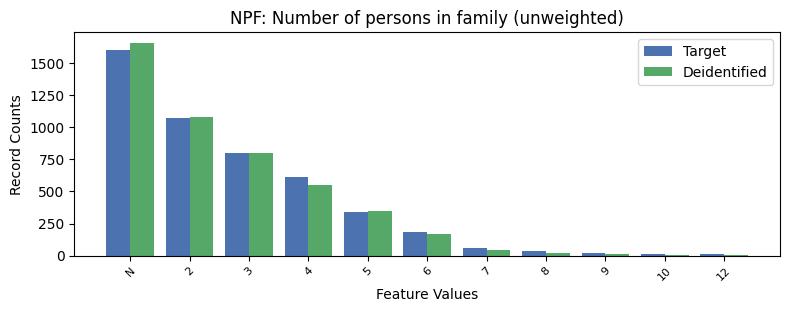 NPF: Number of persons in family (unweighted)
Target
Deidentified
Record Counts
1500
1250
1000
750
500
250
0
N
2
3
4
5
6
7
8
9
10
12
Feature Values